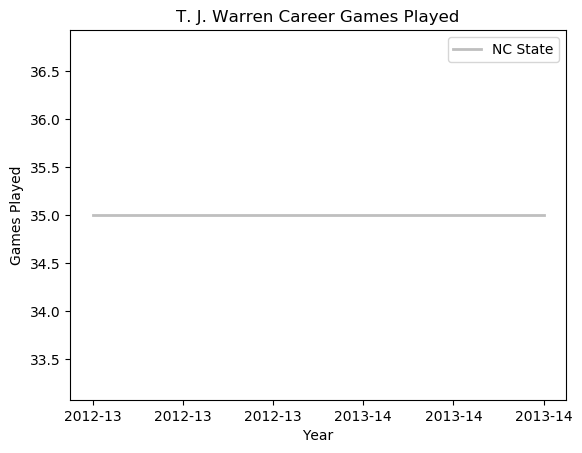 T. J. Warren Career Games Played
NC State
36.5
36.0
35.5
35.0
34.5
34.0
33.5
Games Played
2012-13 2012-13 2012-13 2013-14 2013-14 2013-14
Year